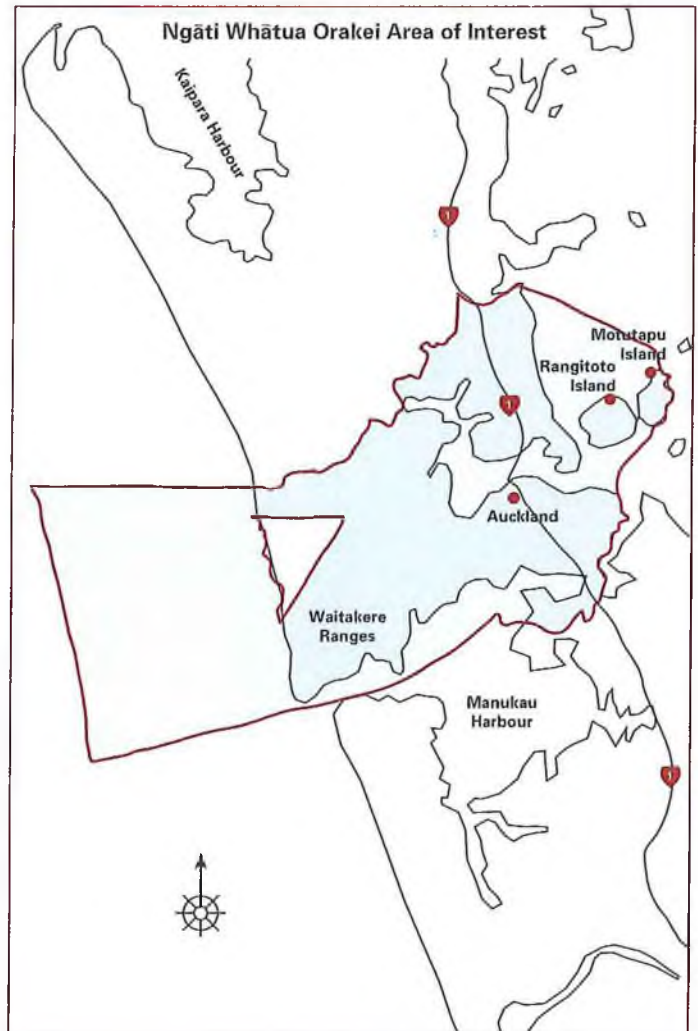 Ngāti Whātua Orakei Area of Interest
Kaipara Harbour
1
Motutapu
Island
Rangitoto
Island
1
Auckland
Waitakere
Ranges
Manukau
Harbour
1